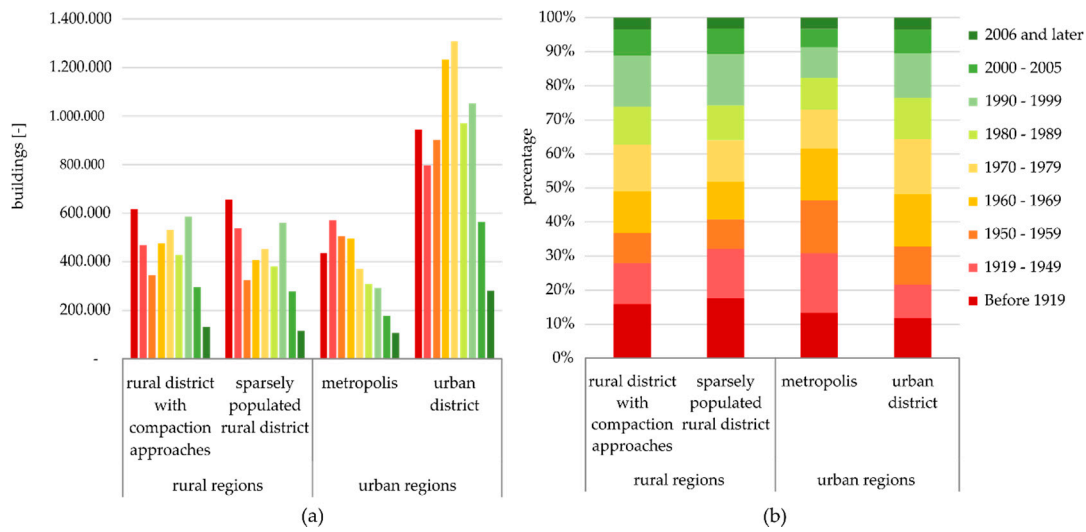 1.400.000
1.200.000
1.000.000
800.000
600.000
400.000
200.000
-
buildings [-]
rural district
with
compaction
approaches
sparsely
populated
rural district
metropolis
urban
district
rural regions
urban regions
(a)
100%
90%
80%
70%
60%
50%
40%
30%
20%
10%
0%
percentage
rural district
with
compaction
approaches
sparsely
populated
rural district
metropolis
urban
district
rural regions
urban regions
(b)
2006 and later
2000 - 2005
1990 - 1999
1980 - 1989
1970 - 1979
1960 - 1969
1950 - 1959
1919 - 1949
Before 1919